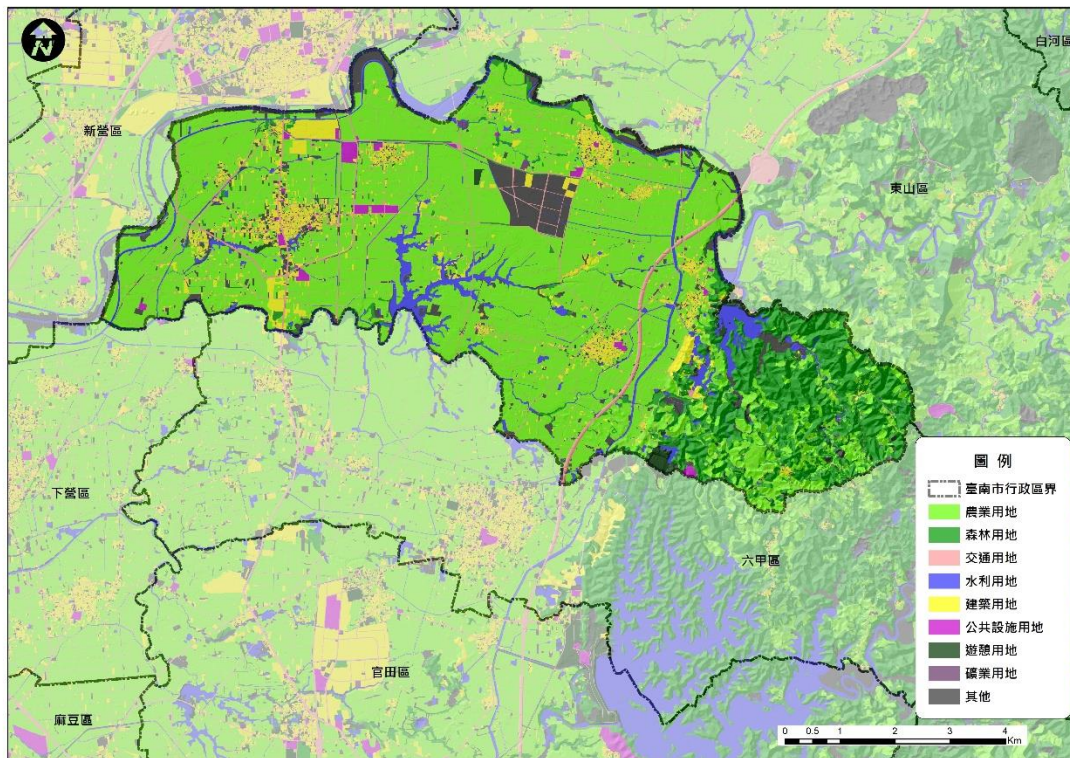 N
白河區
新營區
東山區
下營區
六甲區
官田區
麻豆區
圖 例
臺南市行政區界
農業用地
森林用地
交通用地
水利用地
建築用地
公共設施用地
遊憩用地
礦業用地
其他
0 0.5 1 2 3 4
Km